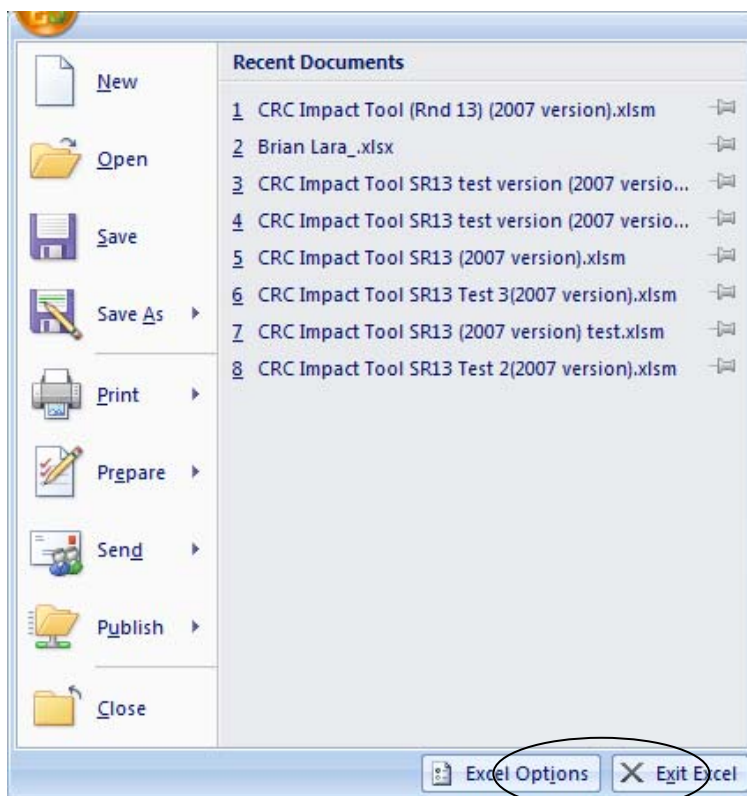 New
Open
Save
Save As
Print
Prepare
Send
Publish
Close
Recent Documents
1 CRC Impact Tool (Rnd 13) (2007 version).xlsm
2 Brian Lara_.xlsx
3 CRC Impact Tool SR13 test version (2007 versio...
4 CRC Impact Tool SR13 test version (2007 versio...
5 CRC Impact Tool SR13 (2007 version).xlsm
6 CRC Impact Tool SR13 Test 3(2007 version).xlsm
7 CRC Impact Tool SR13 (2007 version) test.xlsm
8 CRC Impact Tool SR13 Test 2(2007 version).xlsm
Excel Options
Exit Excel